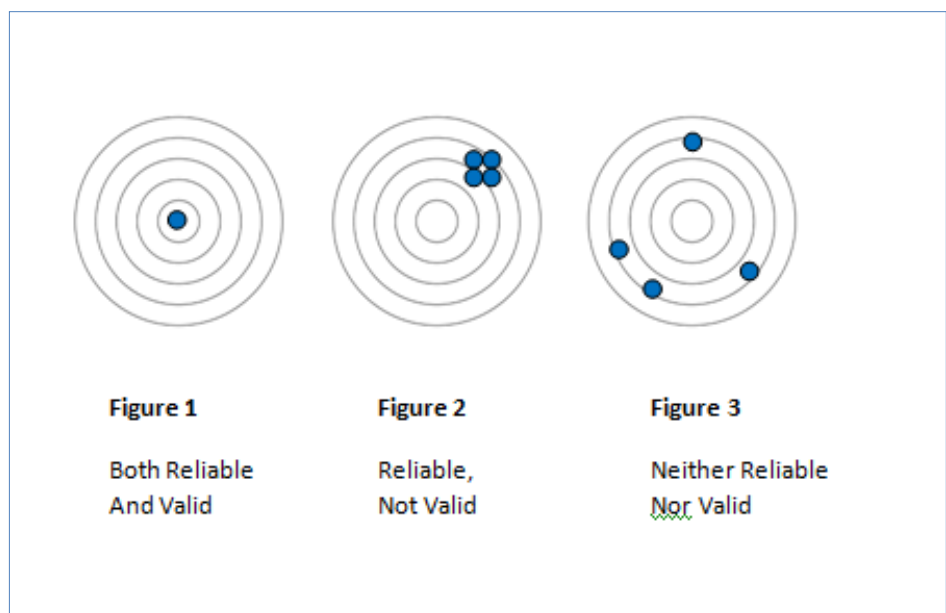 Figure 1
Both Reliable
And Valid
Figure 2
Reliable,
Not Valid
Figure 3
Neither Reliable
Nor Valid